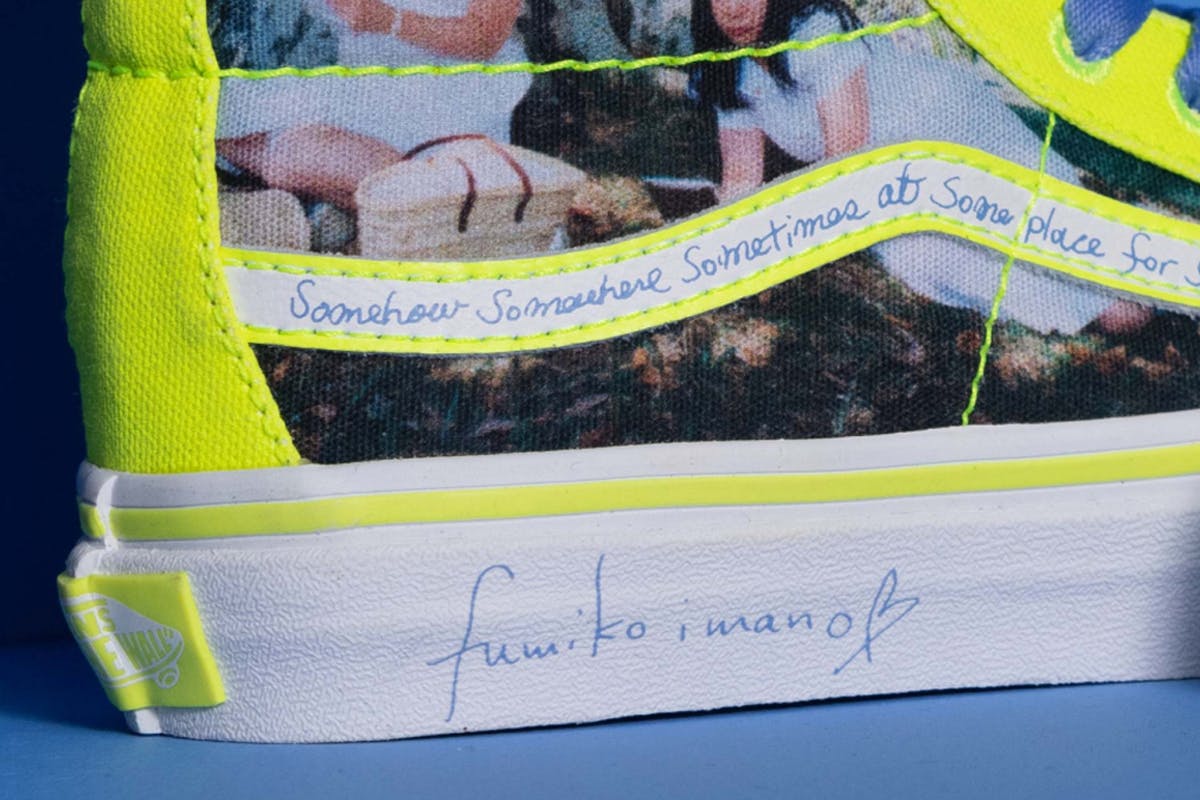 Somehow Somewhere Sometimes at Some place for
fumiko imano